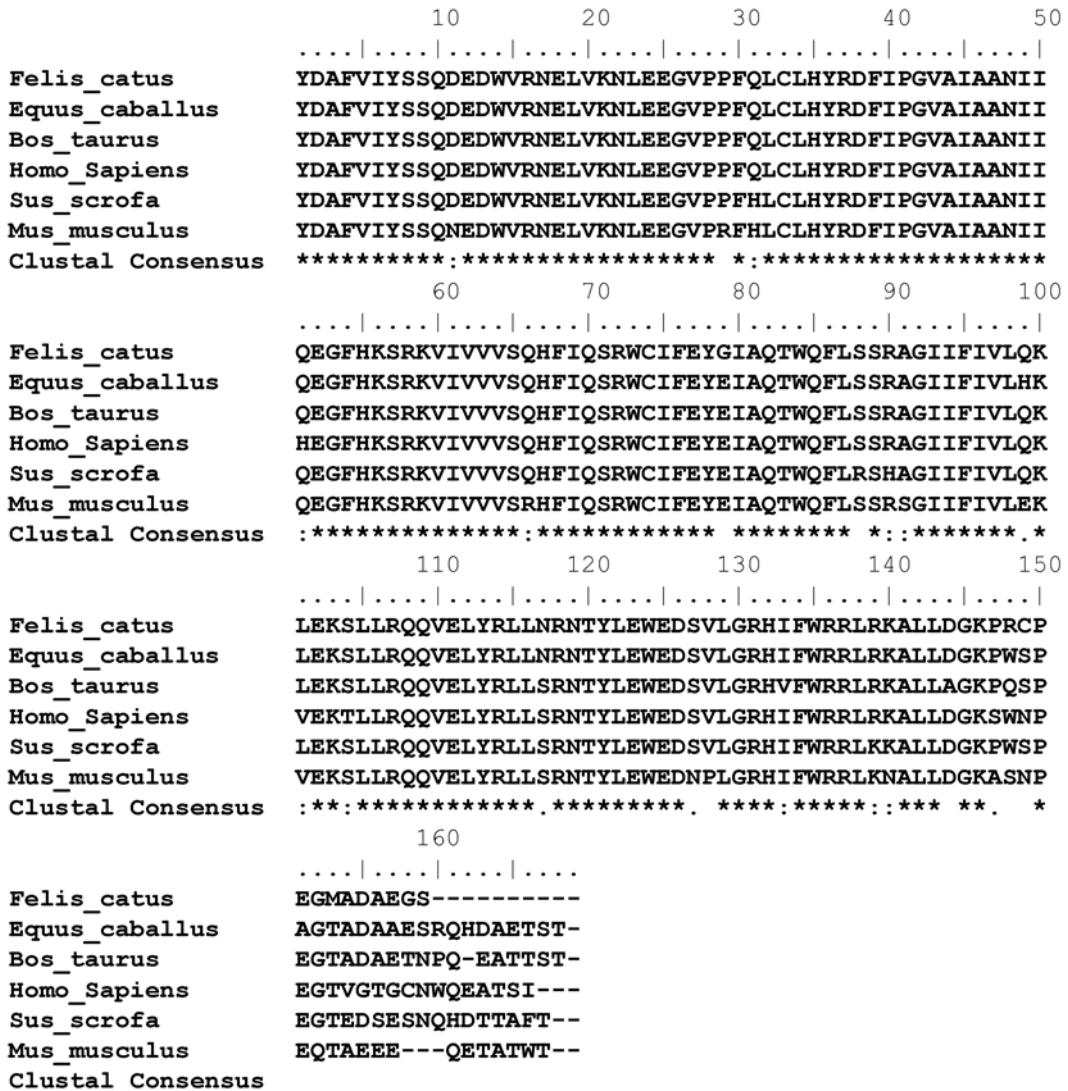 10 20 30 40 50
....|....|....|....|....|....|....|....|....|....|
Felis_catus YDAFVIYSSQDEDWVRNELVKNLEEGVPPFQLCLHYRDFIPGVAIAANII
Equus_caballus YDAFVIYSSQDEDWVRNELVKNLEEGVPPFQLCLHYRDFIPGVAIAANII
Bos_taurus YDAFVIYSSQDEDWVRNELVKNLEEGVPPFQLCLHYRDFIPGVAIAANII
Homo_Sapiens YDAFVIYSSQDEDWVRNELVKNLEEGVPPFQLCLHYRDFIPGVAIAANII
Sus_scrofa YDAFVIYSSQDEDWVRNELVKNLEEGVPPFHLCLHYRDFIPGVAIAANII
Mus_musculus YDAFVIYSSQNEDWVRNELVKNLEEGVPRFHLCLHYRDFIPGVAIAANII
Clustal Consensus **********:***************** *:*******************
60 70 80 90 100
....|....|....|....|....|....|....|....|....|....|
Felis_catus QEGFHKSRKVIVVVSQHFIQSRWCIFEYGIAQTWQFLSSRAGIIFIVLQK
Equus_caballus QEGFHKSRKVIVVVSQHFIQSRWCIFEYEIAQTWQFLSSRAGIIFIVLHK
Bos_taurus QEGFHKSRKVIVVVSQHFIQSRWCIFEYEIAQTWQFLSSRAGIIFIVLQK
Homo_Sapiens HEGFHKSRKVIVVVSQHFIQSRWCIFEYEIAQTWQFLSSRAGIIFIVLQK
Sus_scrofa QEGFHKSRKVIVVVSQHFIQSRWCIFEYEIAQTWQFLRSHAGIIFIVLQK
Mus_musculus QEGFHKSRKVIVVVSRHFIQSRWCIFEYEIAQTWQFLSSRSGIIFIVLEK
Clustal Consensus :**************:************ ******** *::*******.*
110 120 130 140 150
....|....|....|....|....|....|....|....|....|....|
Felis_catus LEKSLLRQQVELYRLLNRNTYLEWEDSVLGRHIFWRRLRKALLDGKPRCP
Equus_caballus LEKSLLRQQVELYRLLNRNTYLEWEDSVLGRHIFWRRLRKALLDGKPWSP
Bos_taurus LEKSLLRQQVELYRLLSRNTYLEWEDSVLGRHVFWRRLRKALLAGKPQSP
Homo_Sapiens VEKTLLRQQVELYRLLSRNTYLEWEDSVLGRHIFWRRLRKALLDGKSWNP
Sus_scrofa LEKSLLRQQVELYRLLSRNTYLEWEDSVLGRHIFWRRLKKALLDGKPWSP
Mus_musculus VEKSLLRQQVELYRLLSRNTYLEWEDNPLGRHIFWRRLKNALLDGKASNP
Clustal Consensus :**:************.*********. ****:*****::*** **.  *
160
....|....|....|....
Felis_catus EGMADAEGS----------
Equus_caballus AGTADAAESRQHDAETST-
Bos_taurus EGTADAETNPQ-EATTST-
Homo_Sapiens EGTVGTGCNWQEATSI---
Sus_scrofa EGTEDSESNQHDTTAFT--
Mus_musculus EQTAEEE---QETATWT--
Clustal Consensus